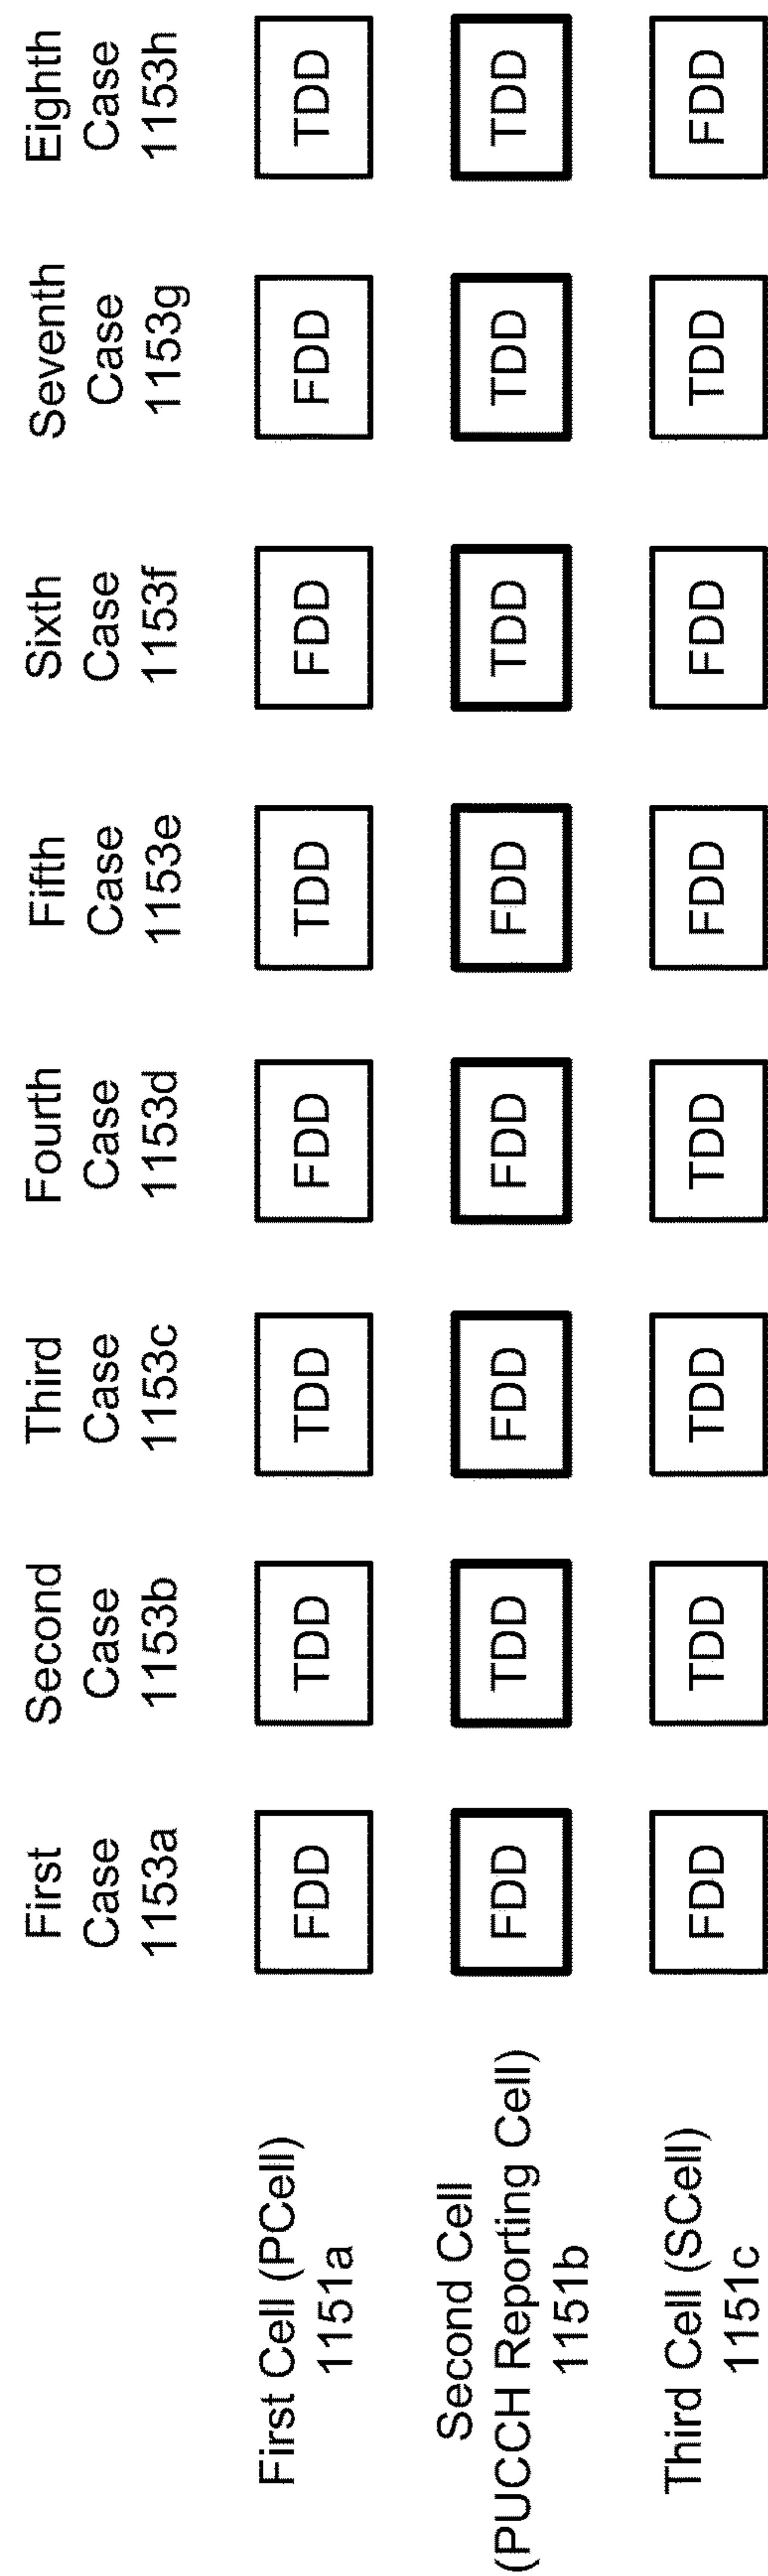 First
Case
1153a
Second
Case
1153b
Third
Case
1153c
Fourth
Case
1153d
Fifth
Case
1153e
Sixth
Case
1153f
Seventh
Case
1153g
Eighth
Case
1153h
First Cell (PCell)
1151a
FDD
TDD
TDD
FDD
TDD
FDD
FDD
TDD
Second Cell
(PUCCH Reporting Cell)
1151b
FDD
TDD
FDD
FDD
FDD
TDD
TDD
TDD
Third Cell (SCell)
1151c
FDD
TDD
TDD
TDD
FDD
FDD
TDD
FDD